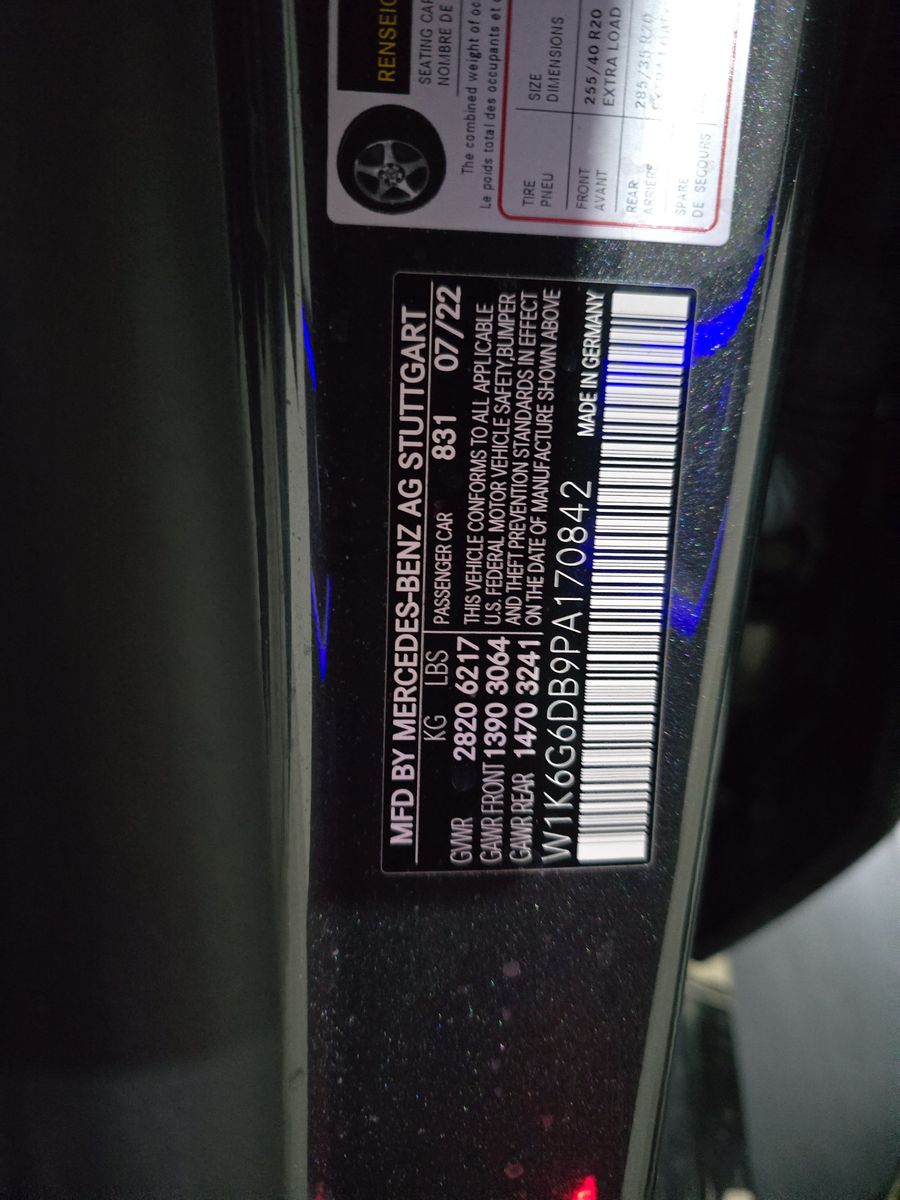 MFD BY MERCEDES-BENZ AG STUTTGART
KG LBS
GVWR 2820 6217
GAWR FRONT 1390 3064
GAWR REAR 1470 3241
PASSENGER CAR 831 07/22
THIS VEHICLE CONFORMS TO ALL APPLICABLE
U.S. FEDERAL MOTOR VEHICLE SAFETY,BUMPER
AND THEFT PREVENTION STANDARDS IN EFFECT
ON THE DATE OF MANUFACTURE SHOWN ABOVE
W1K6G6DB9PA170842 MADE IN GERMANY
SEATING
NOMBRE DE
The combined weight of
Le poids total des occupants et
TIRE SIZE
PNEU DIMENSIONS
FRONT 255/40 R20
AVANT EXTRA LOAD
REAR 285/35 R20
ARRIERE
SPARE
DE SECOURS